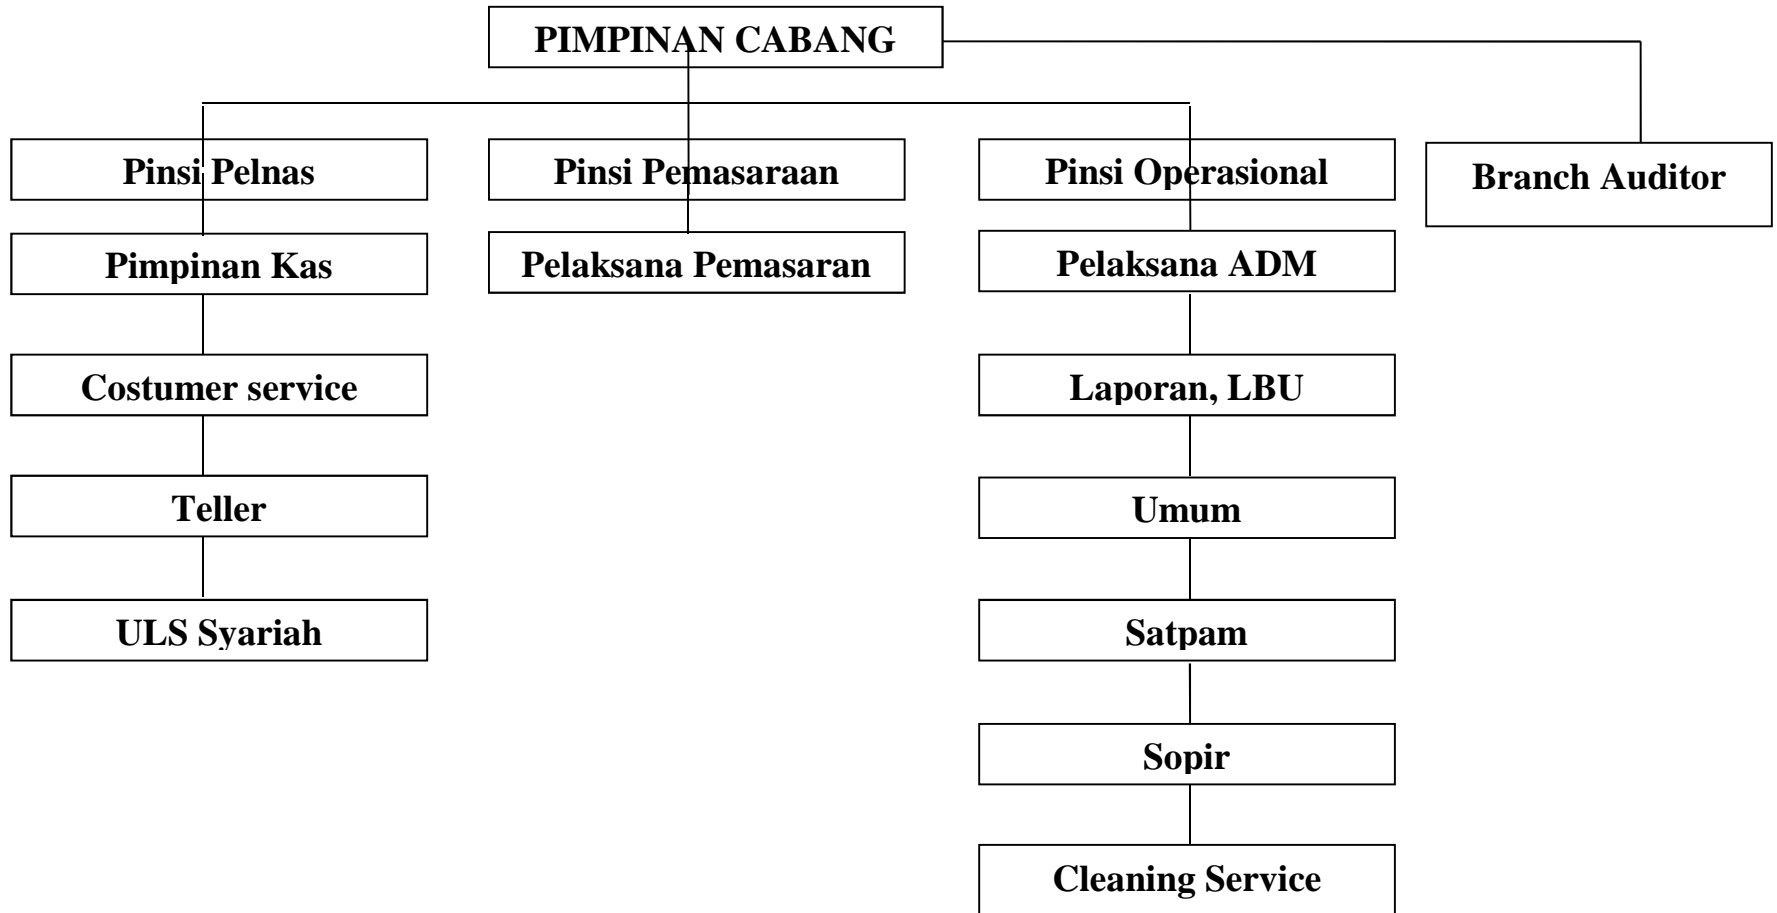 PIMPINAN CABANG
Pinsi Pelnas
Pinsi Pemasaraan
Pinsi Operasional
Branch Auditor
Pimpinan Kas
Pelaksana Pemasaran
Pelaksana ADM
Costumer service
Laporan, LBU
Teller
Umum
ULS Syariah
Satpam
Sopir
Cleaning Service